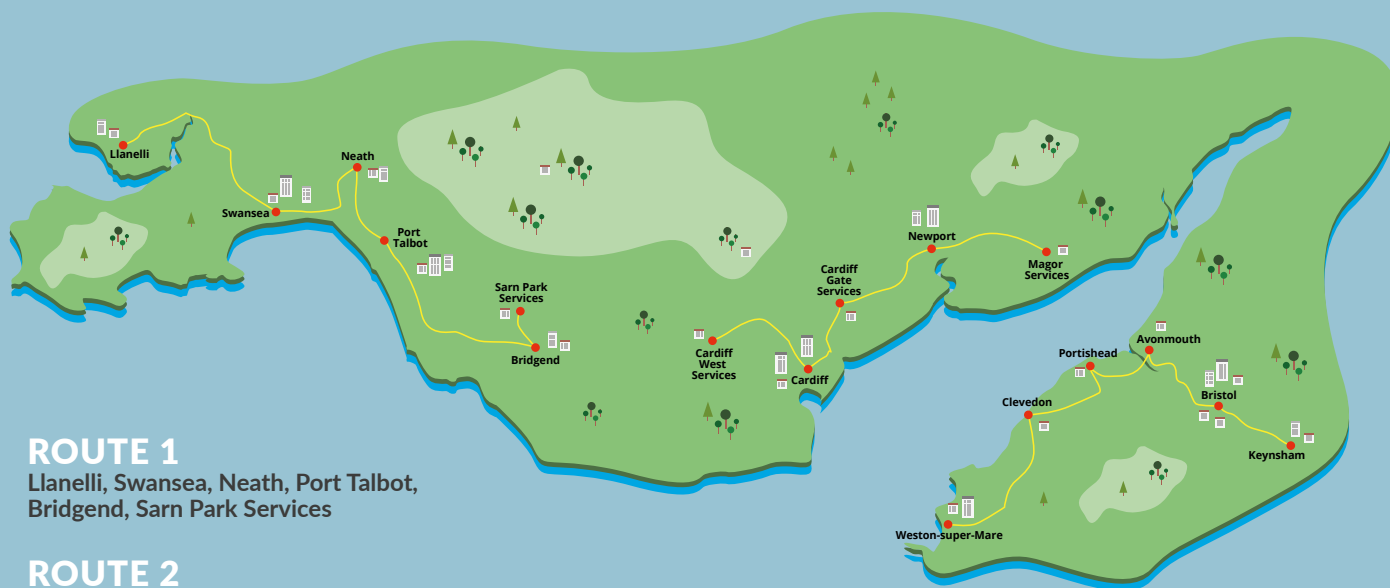 Llanelli
Swansea
Neath
Port
Talbot
Sarn Park
Services
Bridgend
Cardiff
West
Services
Cardiff
Cardiff
Gate
Services
Newport
Magor
Services
Avonmouth
Portishead
Clevedon
Bristol
Keynsham
Weston-super-Mare
ROUTE 1
Llanelli, Swansea, Neath, Port Talbot,
Bridgend, Sarn Park Services
ROUTE 2